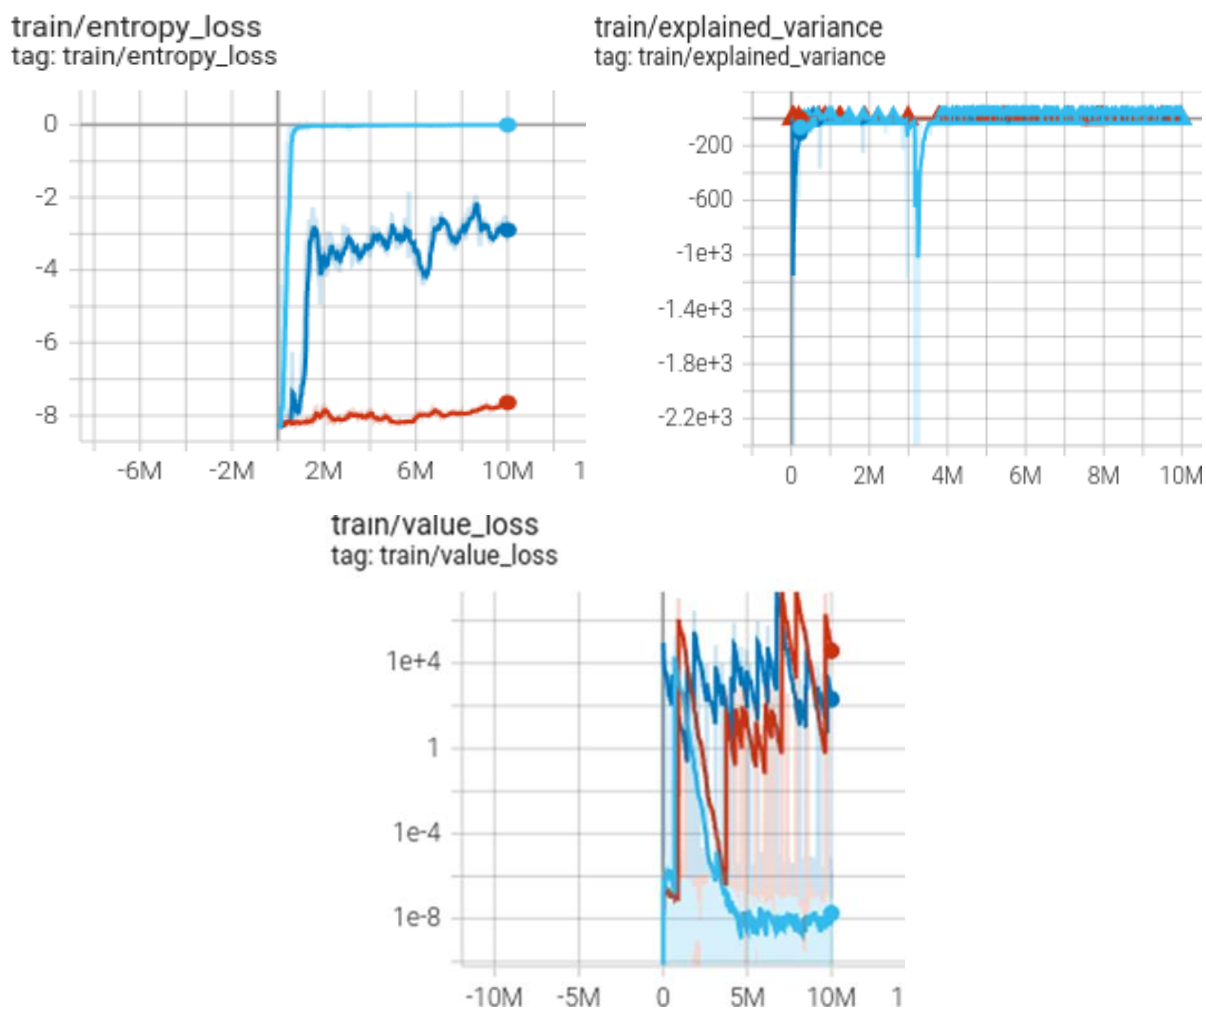 train/entropy_loss
tag: train/entropy_loss
0
-2
-4
-6
-8
-6M -2M 2M 6M 10M 1
train/explained_variance
tag: train/explained_variance
-200
-600
-1e+3
-1.4e+3
-1.8e+3
-2.2e+3
0 2M 4M 6M 8M 10M
train/value_loss
tag: train/value_loss
1e+4
1
1e-4
1e-8
-10M -5M 0 5M 10M 1